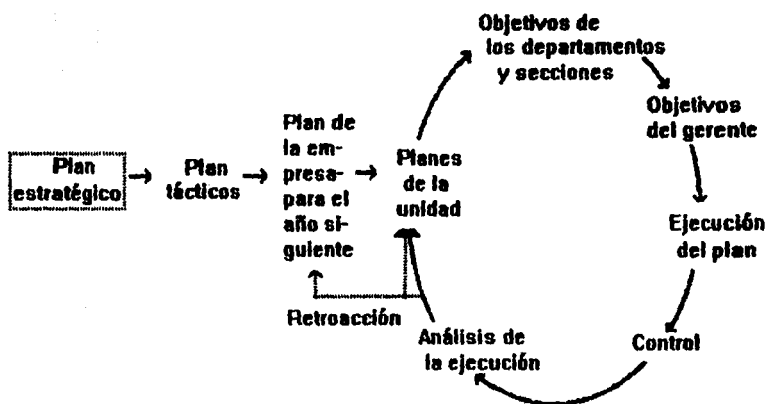 Plan
estratégico
Plan
tácticos
Plan de
la em-
presa-
para el
año si-
guiente
Planes
de la
unidad
Objetivos de
los departamentos
y secciones
Objetivos
del gerente
Ejecución
del plan
Control
Análisis de
la ejecución
Retroacción